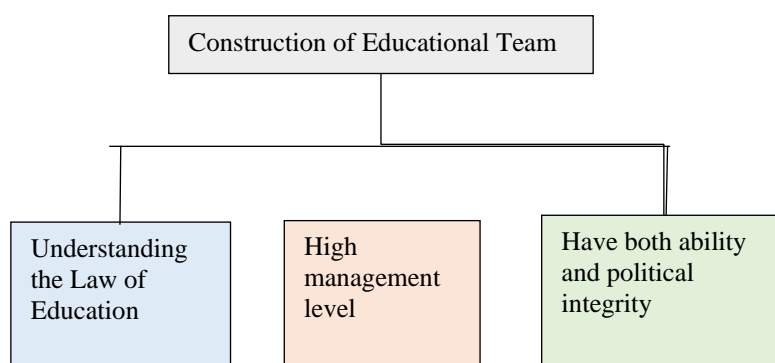 Construction of Educational Team
Understanding
the Law of
Education
High
management
level
Have both ability
and political
integrity